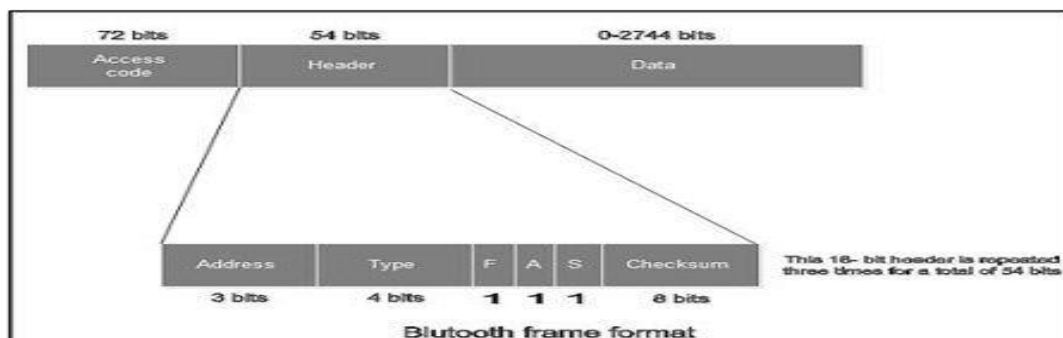 72 bits 54 bits 0-2744 bits
Access
code Header Data
Address Type F A S Checksum
3 bits 4 bits 1 1 1 8 bits
This 18- bit header is repeated
three times for a total of 54 bits
Blutooth frame format